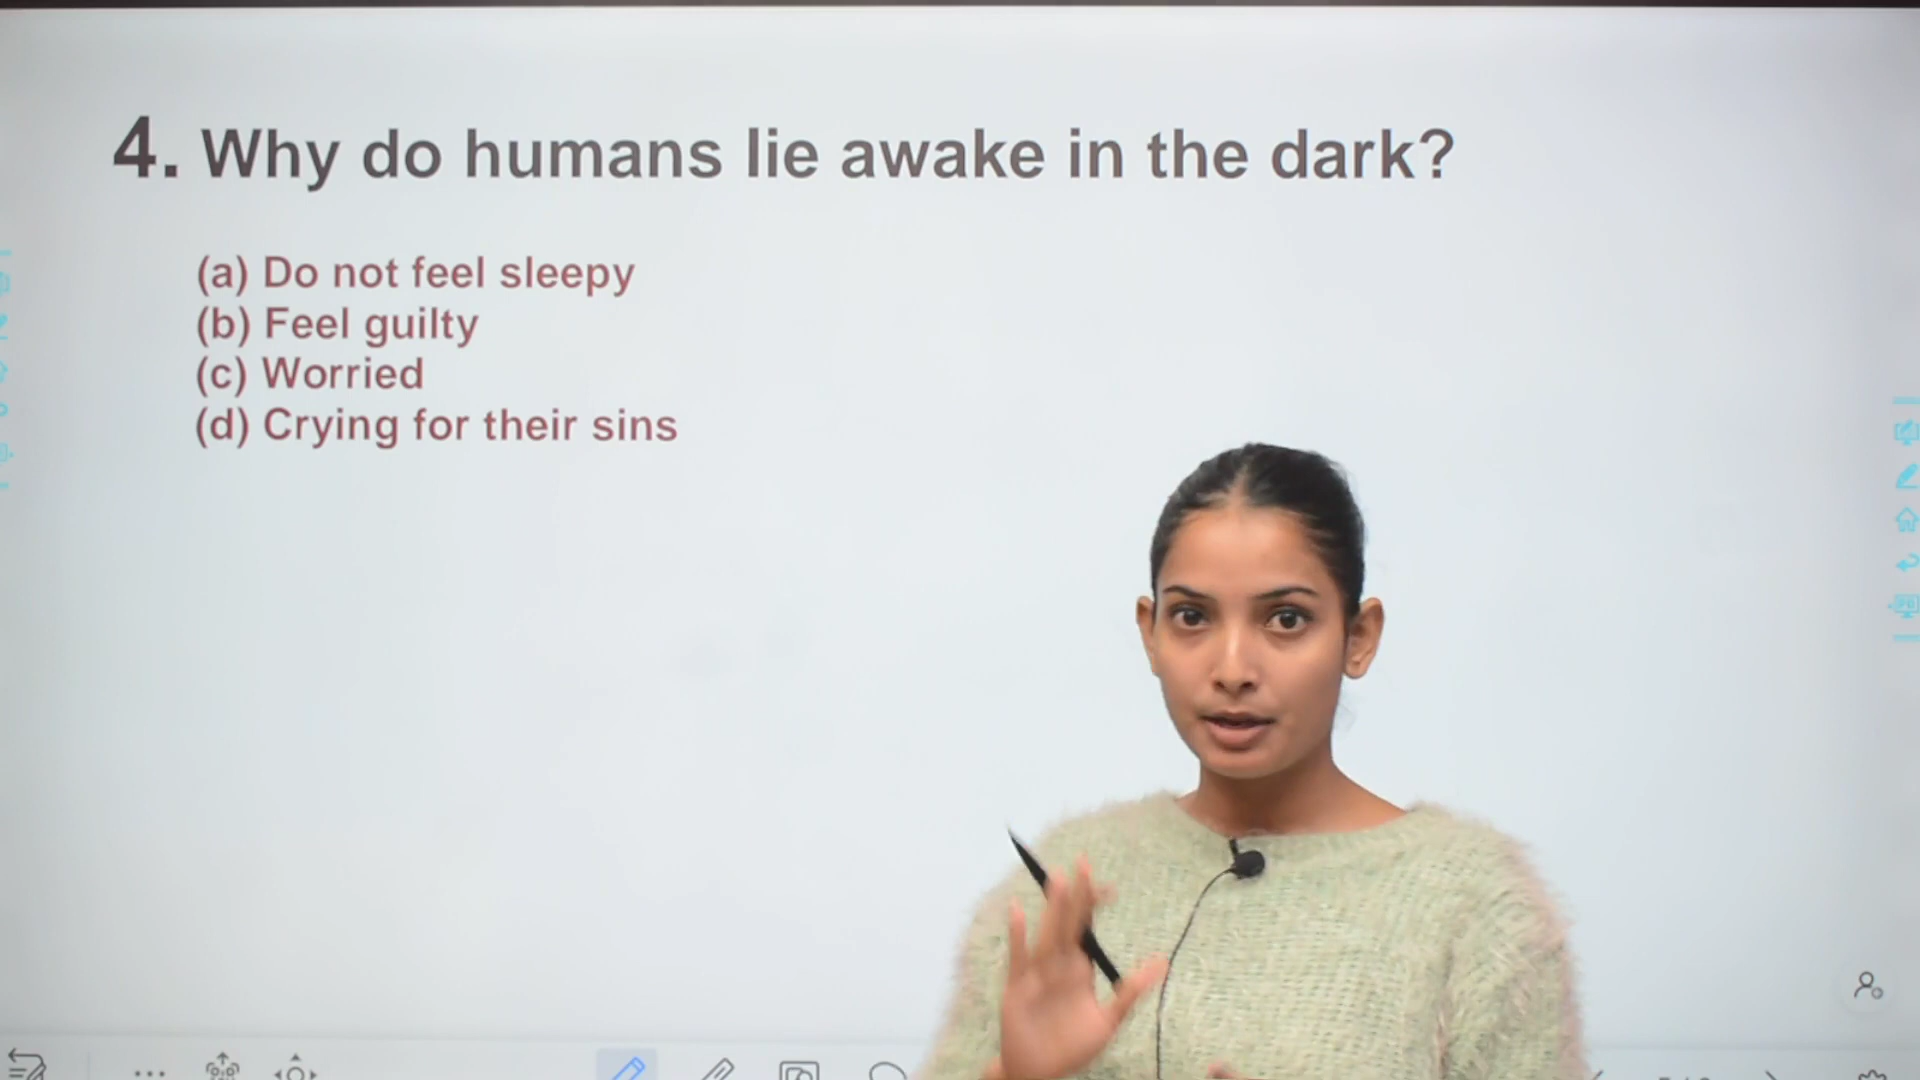 4. Why do humans lie awake in the dark?
(a) Do not feel sleepy
(b) Feel guilty
(c) Worried
(d) Crying for their sins